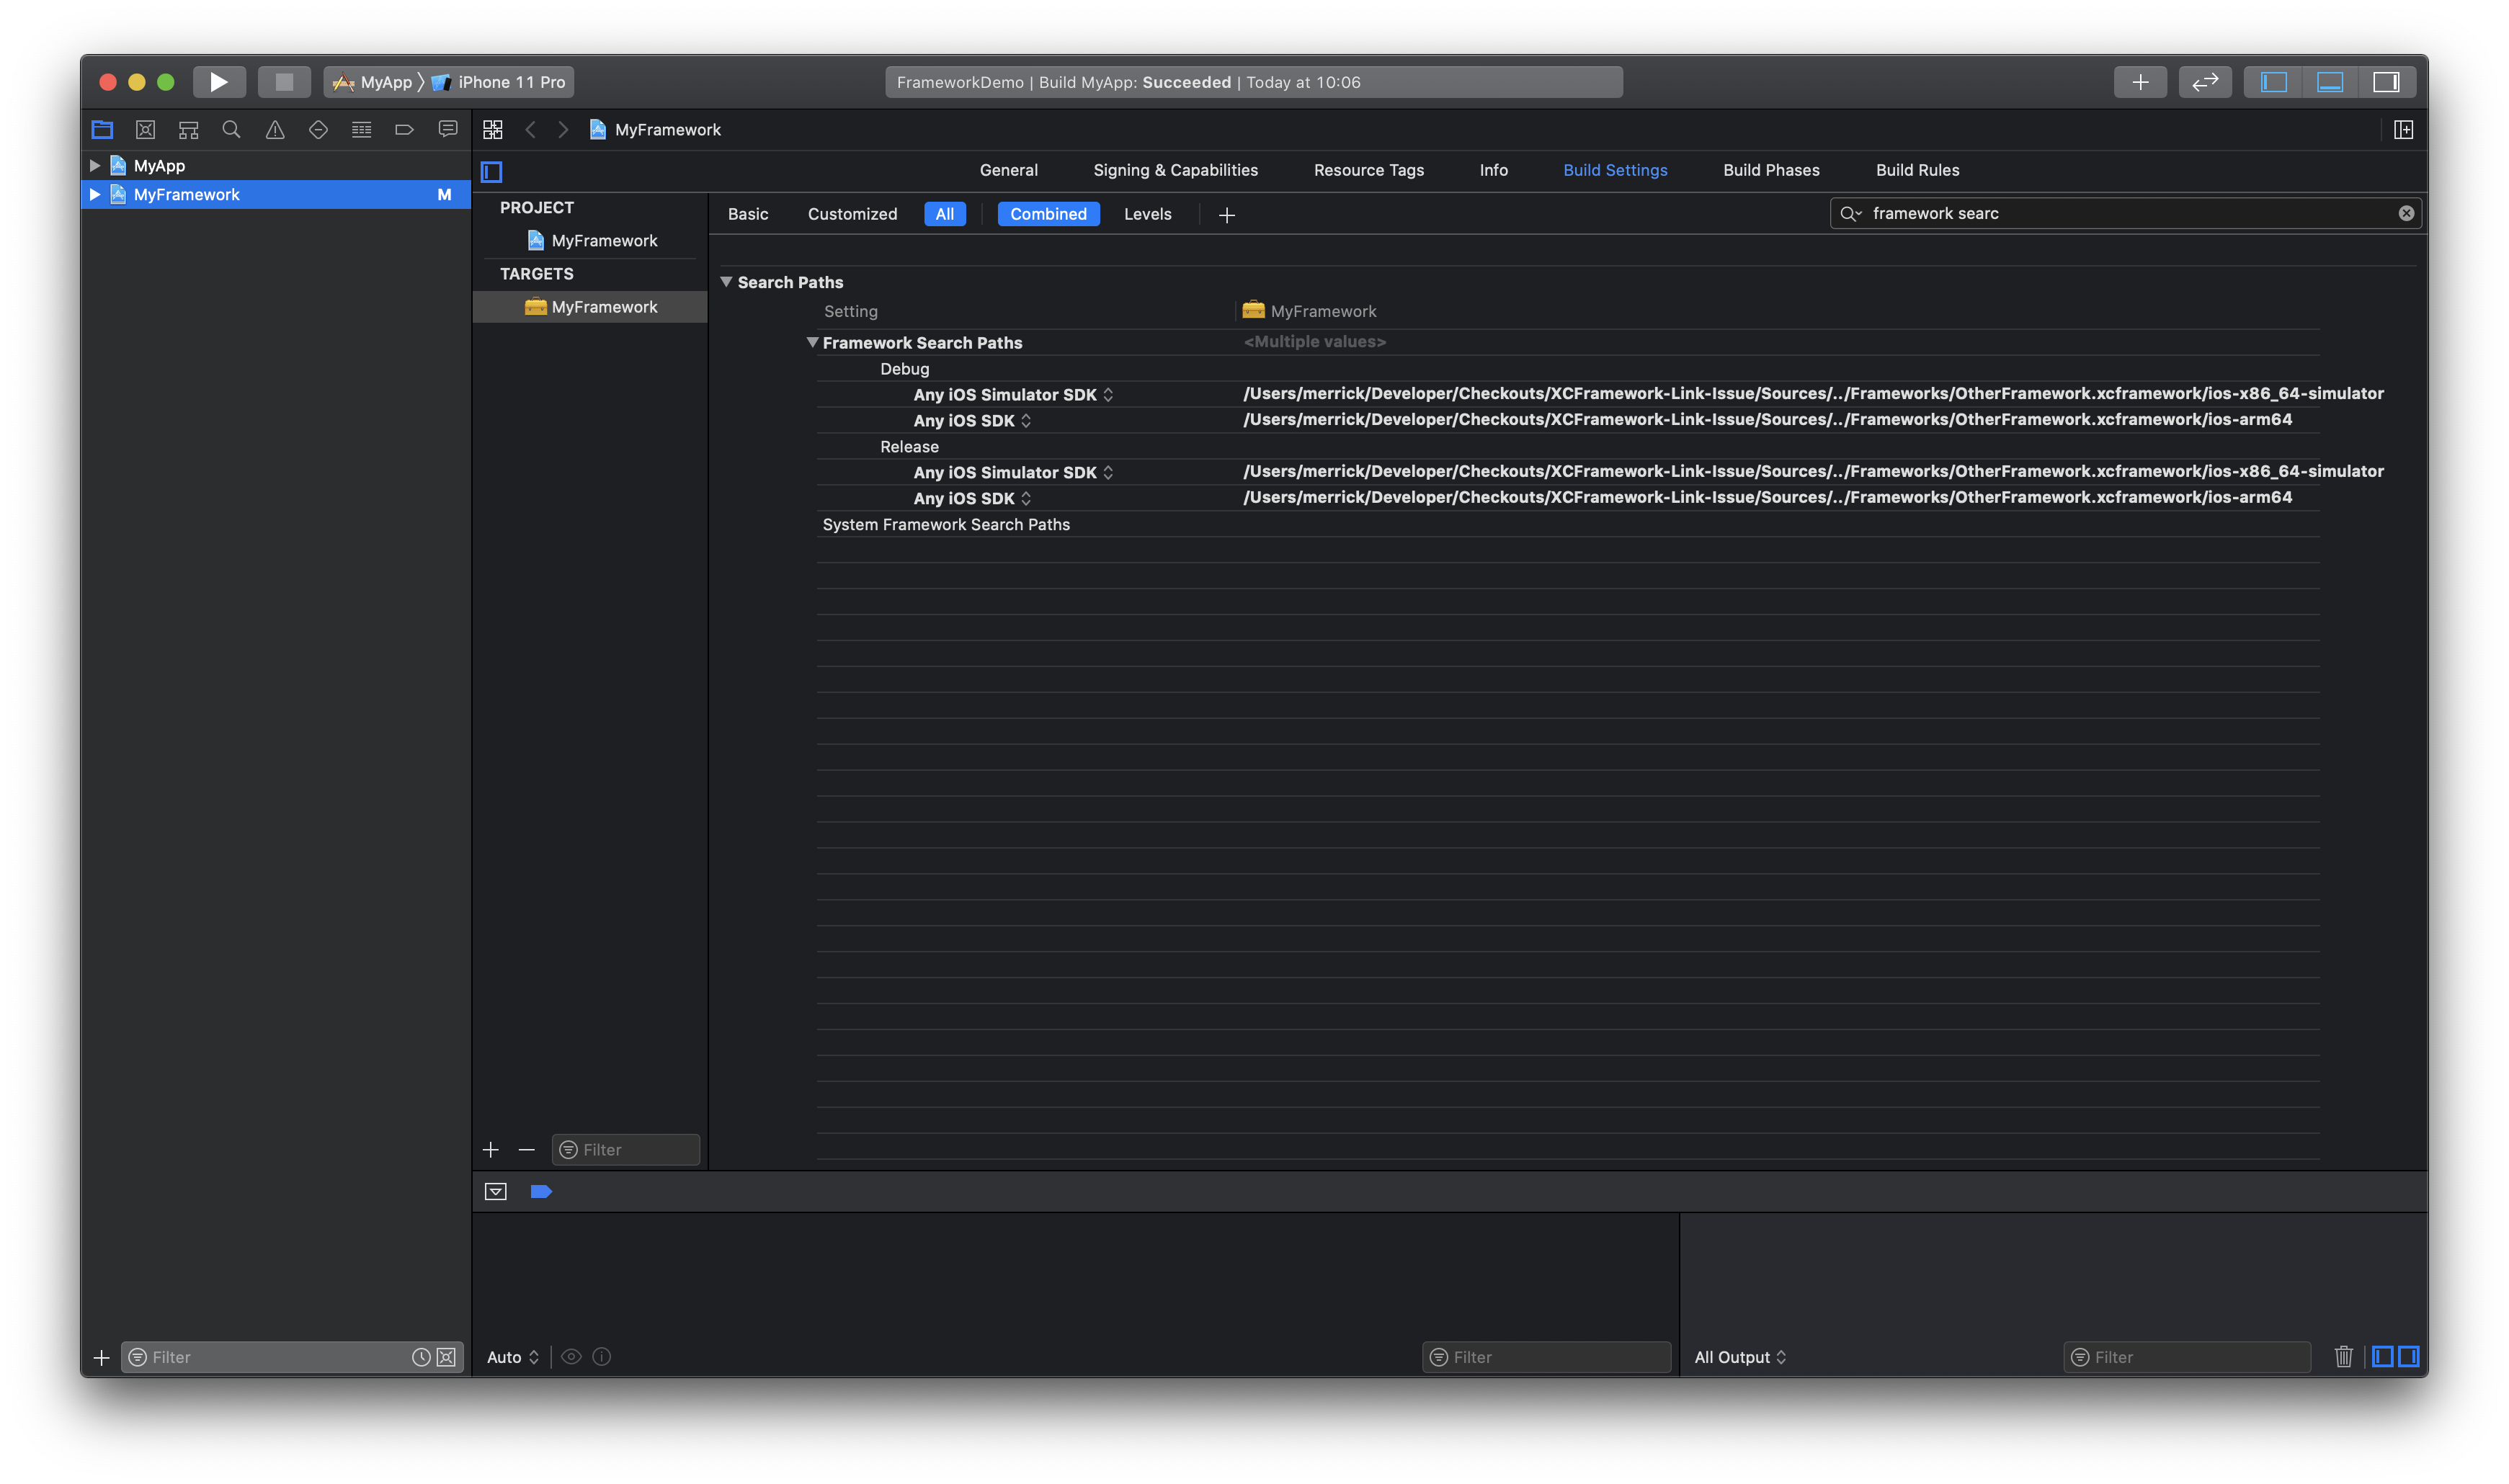 MyApp 〉 iPhone 11 Pro
FrameworkDemo | Build MyApp: Succeeded | Today at 10:06
MyFramework
MyApp
MyFramework M
General Signing & Capabilities Resource Tags Info Build Settings Build Phases Build Rules
PROJECT
MyFramework
TARGETS
MyFramework
Basic Customized All Combined Levels
framework searc
Search Paths
Setting MyFramework
Framework Search Paths <Multiple values>
Debug
Any iOS Simulator SDK /Users/merrick/Developer/Checkouts/XCFramework-Link-Issue/Sources/../Frameworks/OtherFramework.xcframework/ios-x86_64-simulator
Any iOS SDK /Users/merrick/Developer/Checkouts/XCFramework-Link-Issue/Sources/../Frameworks/OtherFramework.xcframework/ios-arm64
Release
Any iOS Simulator SDK /Users/merrick/Developer/Checkouts/XCFramework-Link-Issue/Sources/../Frameworks/OtherFramework.xcframework/ios-x86_64-simulator
Any iOS SDK /Users/merrick/Developer/Checkouts/XCFramework-Link-Issue/Sources/../Frameworks/OtherFramework.xcframework/ios-arm64
System Framework Search Paths
Filter
Filter
Auto
Filter
All Output
Filter